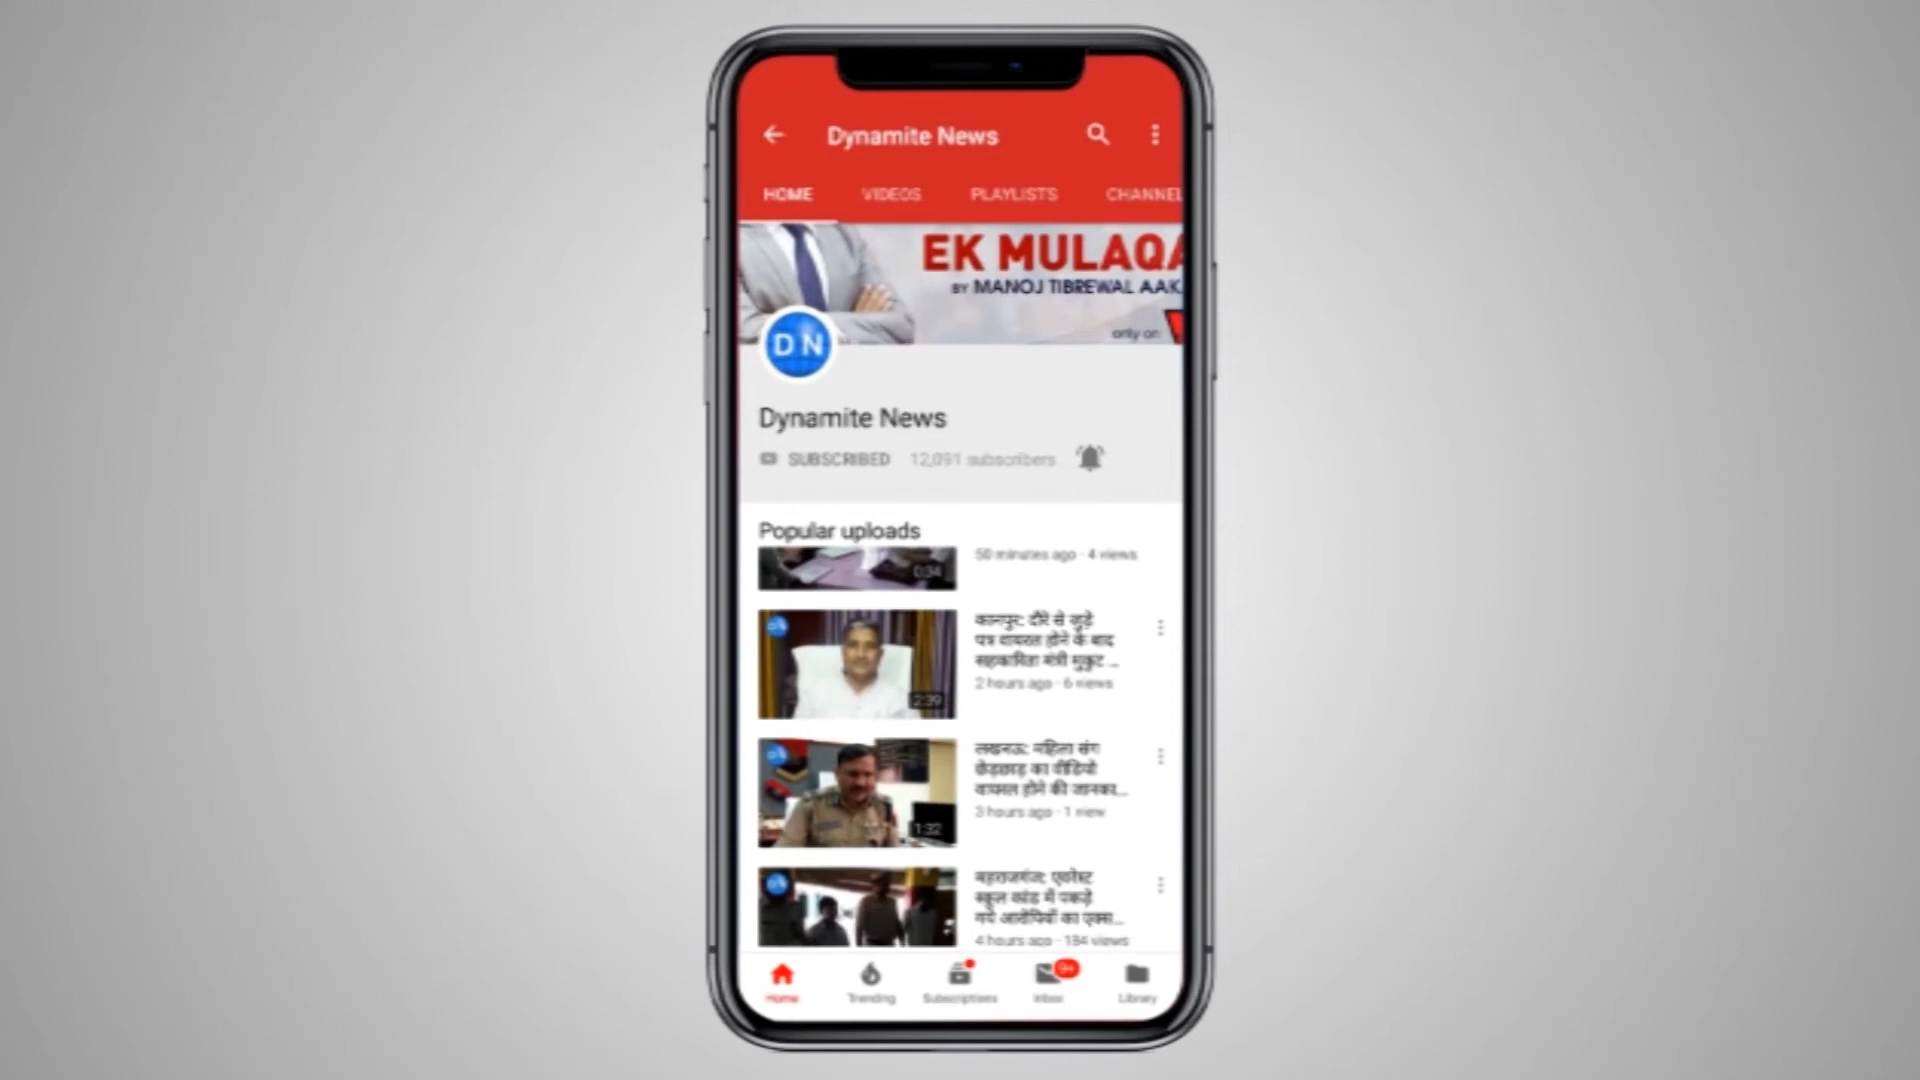 Dynamite News
HOME VIDEOS PLAYLISTS CHANNEL
EK MULAQA
BY MANOJ TIBREWAL AAK
only on
D N
Dynamite News
SUBSCRIBED 12,091 subscribers
Popular uploads
50 minutes ago · 4 views
0:34
कानपुर: दौरे से जुड़े
पत्र वायरल होने के बाद
सहकारिता मंत्री मुकुट ...
2 hours ago · 6 views
2:39
लखनऊ: महिला संग
छेड़छाड़ का वीडियो
वायरल होने की जानका...
3 hours ago · 1 view
1:32
महराजगंज: एवरेस्ट
स्कूल कांड में पकड़े
गये आरोपियों का एक्स...
4 hours ago · 184 views
9+
Home Trending Subscriptions Inbox Library